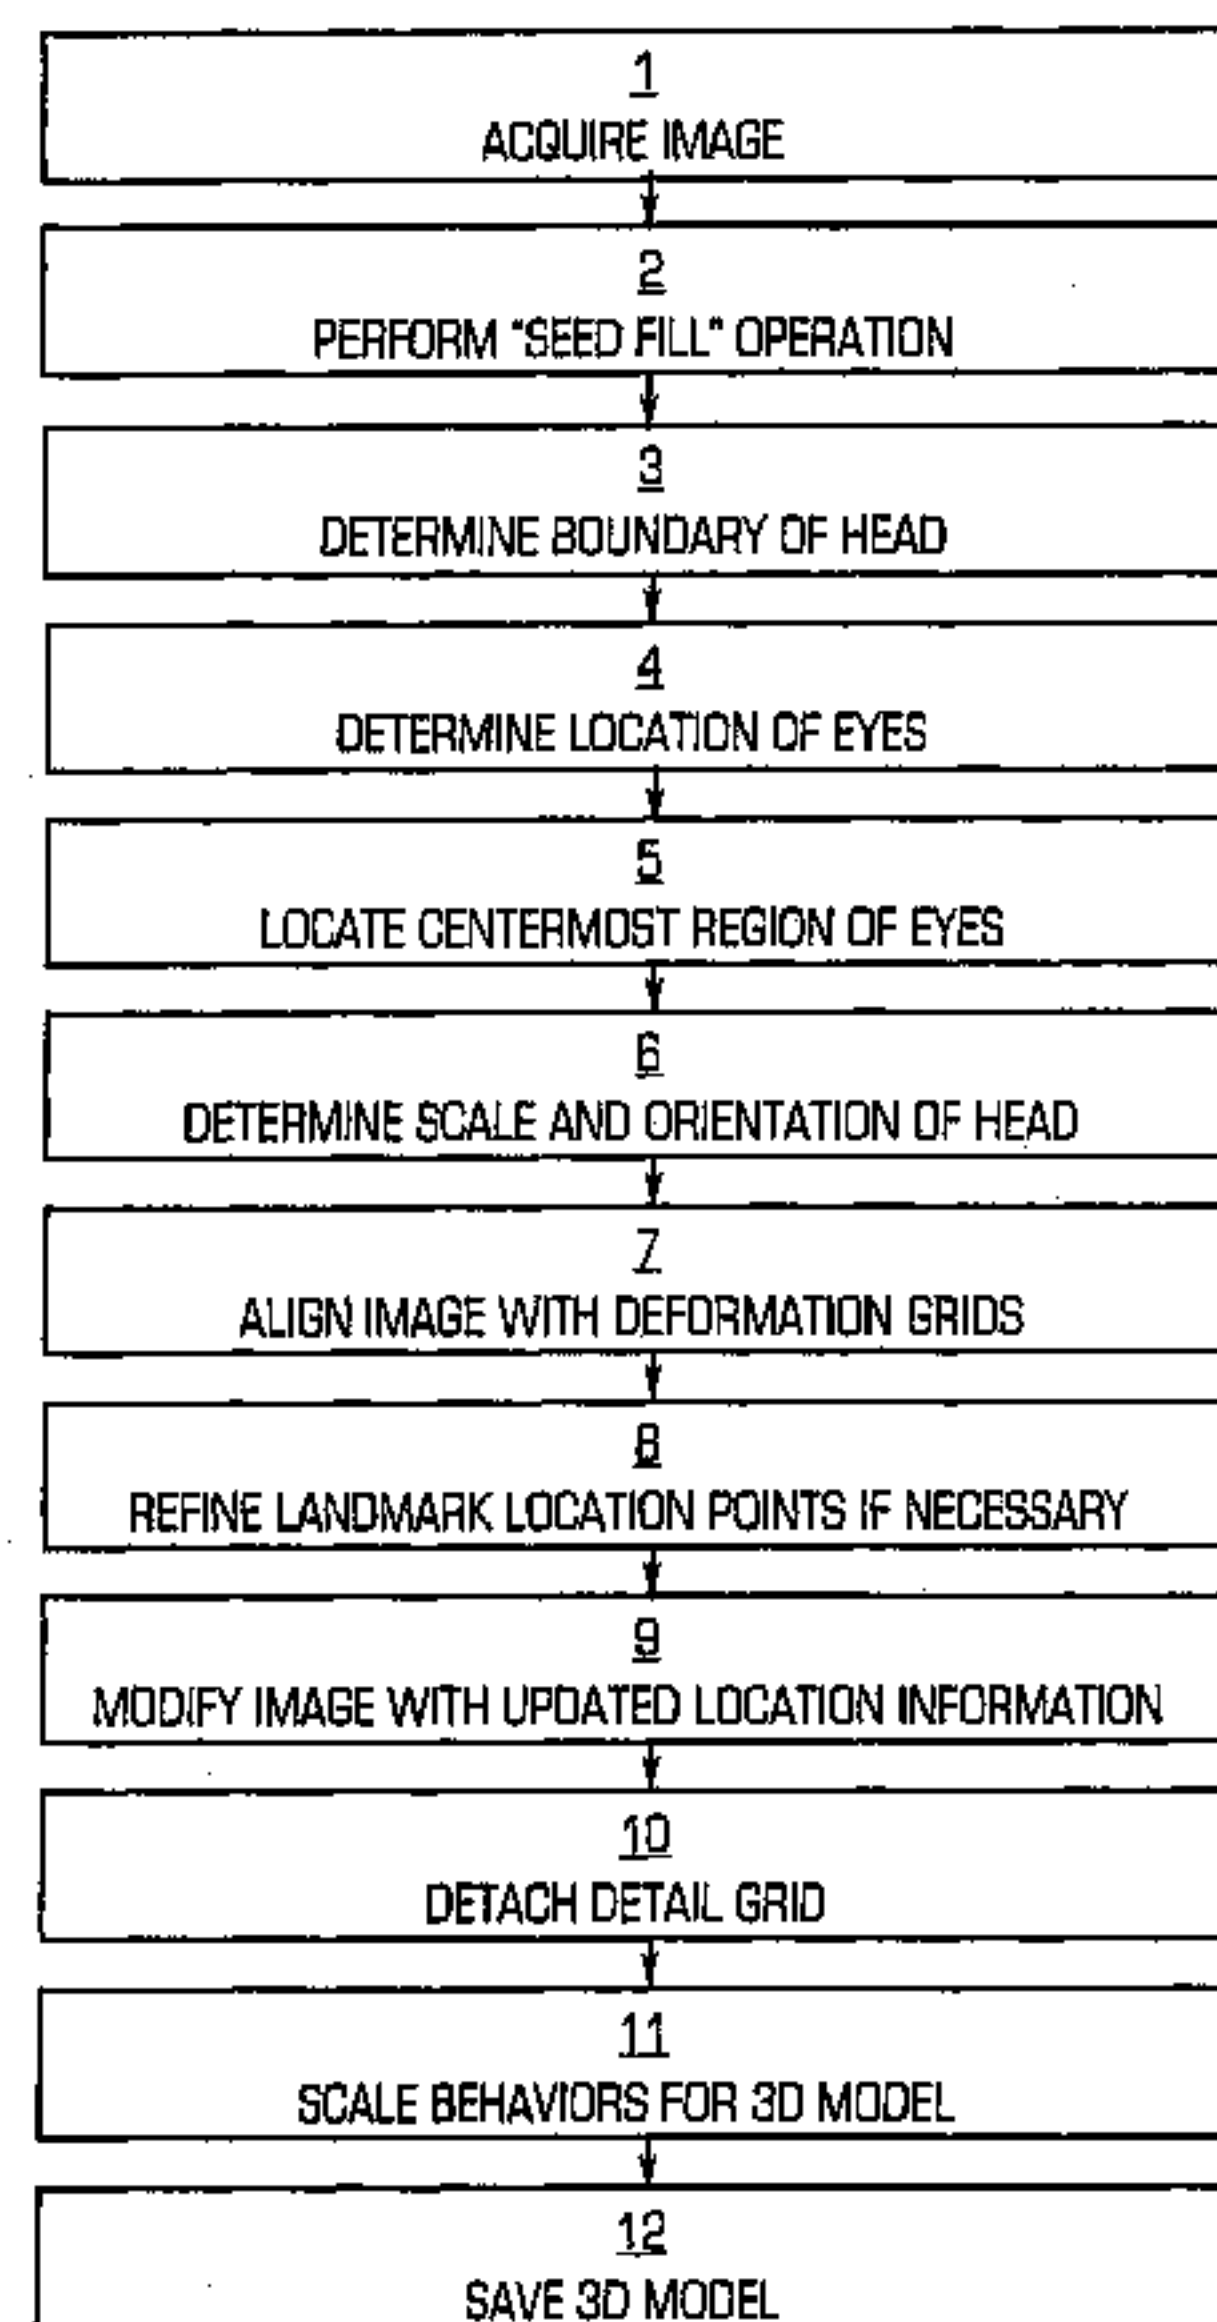 1
ACQUIRE IMAGE
2
PERFORM "SEED FILL" OPERATION
3
DETERMINE BOUNDARY OF HEAD
4
DETERMINE LOCATION OF EYES
5
LOCATE CENTERMOST REGION OF EYES
6
DETERMINE SCALE AND ORIENTATION OF HEAD
7
ALIGN IMAGE WITH DEFORMATION GRIDS
8
REFINE LANDMARK LOCATION POINTS IF NECESSARY
9
MODIFY IMAGE WITH UPDATED LOCATION INFORMATION
10
DETACH DETAIL GRID
11
SCALE BEHAVIORS FOR 3D MODEL
12
SAVE 3D MODEL